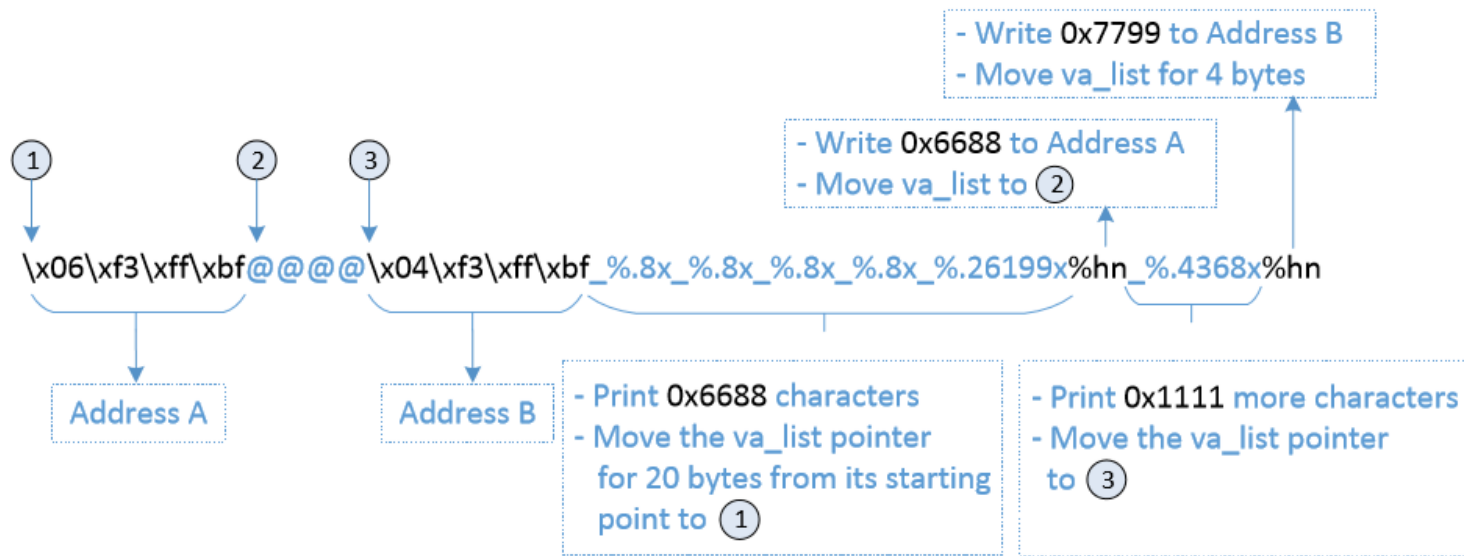 - Write 0x7799 to Address B
- Move va_list for 4 bytes
- Write 0x6688 to Address A
- Move va_list to 2
1 2 3
\x06\xf3\xff\xbf@@@@\x04\xf3\xff\xbf_%.8x_%.8x_%.8x_%.8x_%.26199x%hn_%.4368x%hn
Address A
Address B
- Print 0x6688 characters
- Move the va_list pointer
for 20 bytes from its starting
point to 1
- Print 0x1111 more characters
- Move the va_list pointer
to 3